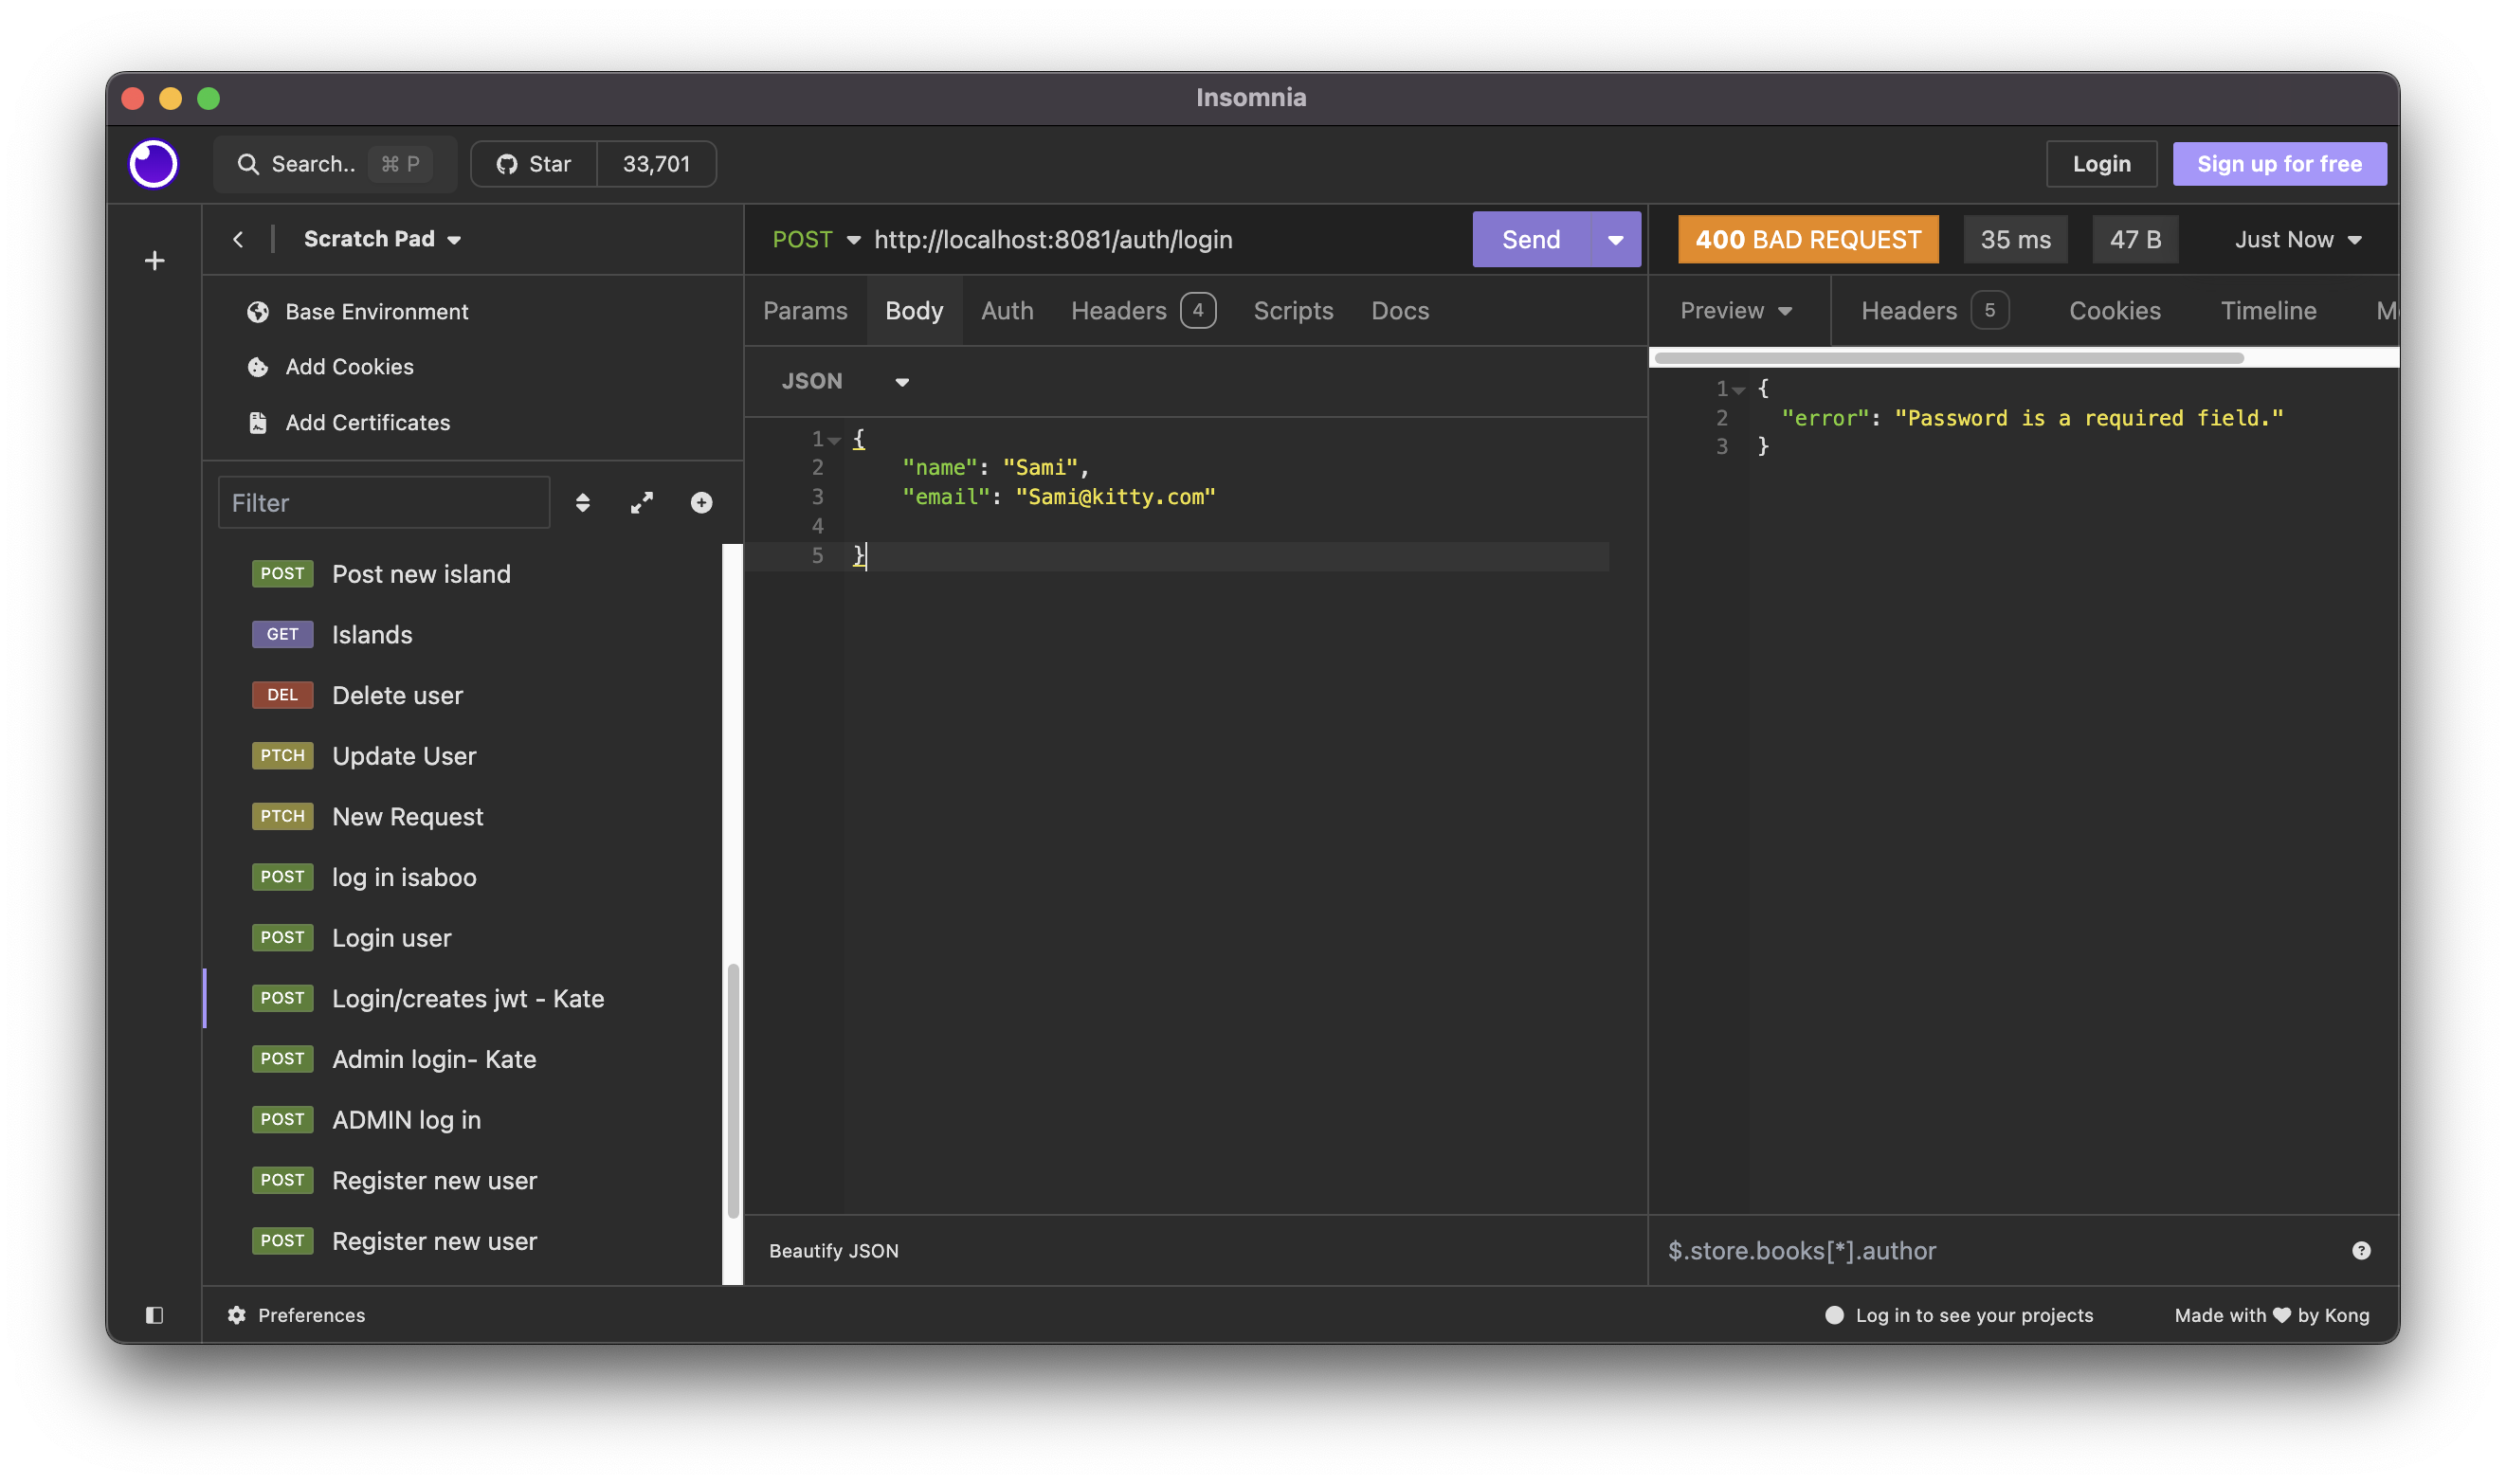 Insomnia
Search.. ⌘ P
Star 33,701
Login
Sign up for free
Scratch Pad
Base Environment
Add Cookies
Add Certificates
Filter
POST Post new island
GET Islands
DEL Delete user
PTCH Update User
PTCH New Request
POST log in isaboo
POST Login user
POST Login/creates jwt - Kate
POST Admin login- Kate
POST ADMIN log in
POST Register new user
POST Register new user
POST http://localhost:8081/auth/login
Send
Params Body Auth Headers 4 Scripts Docs
JSON
1 {
2 "name": "Sami",
3 "email": "Sami@kitty.com"
4
5 }
Beautify JSON
400 BAD REQUEST 35 ms 47 B Just Now
Preview Headers 5 Cookies Timeline
1 {
2 "error": "Password is a required field."
3 }
$.store.books[*].author
?
Preferences
Log in to see your projects
Made with ♥ by Kong